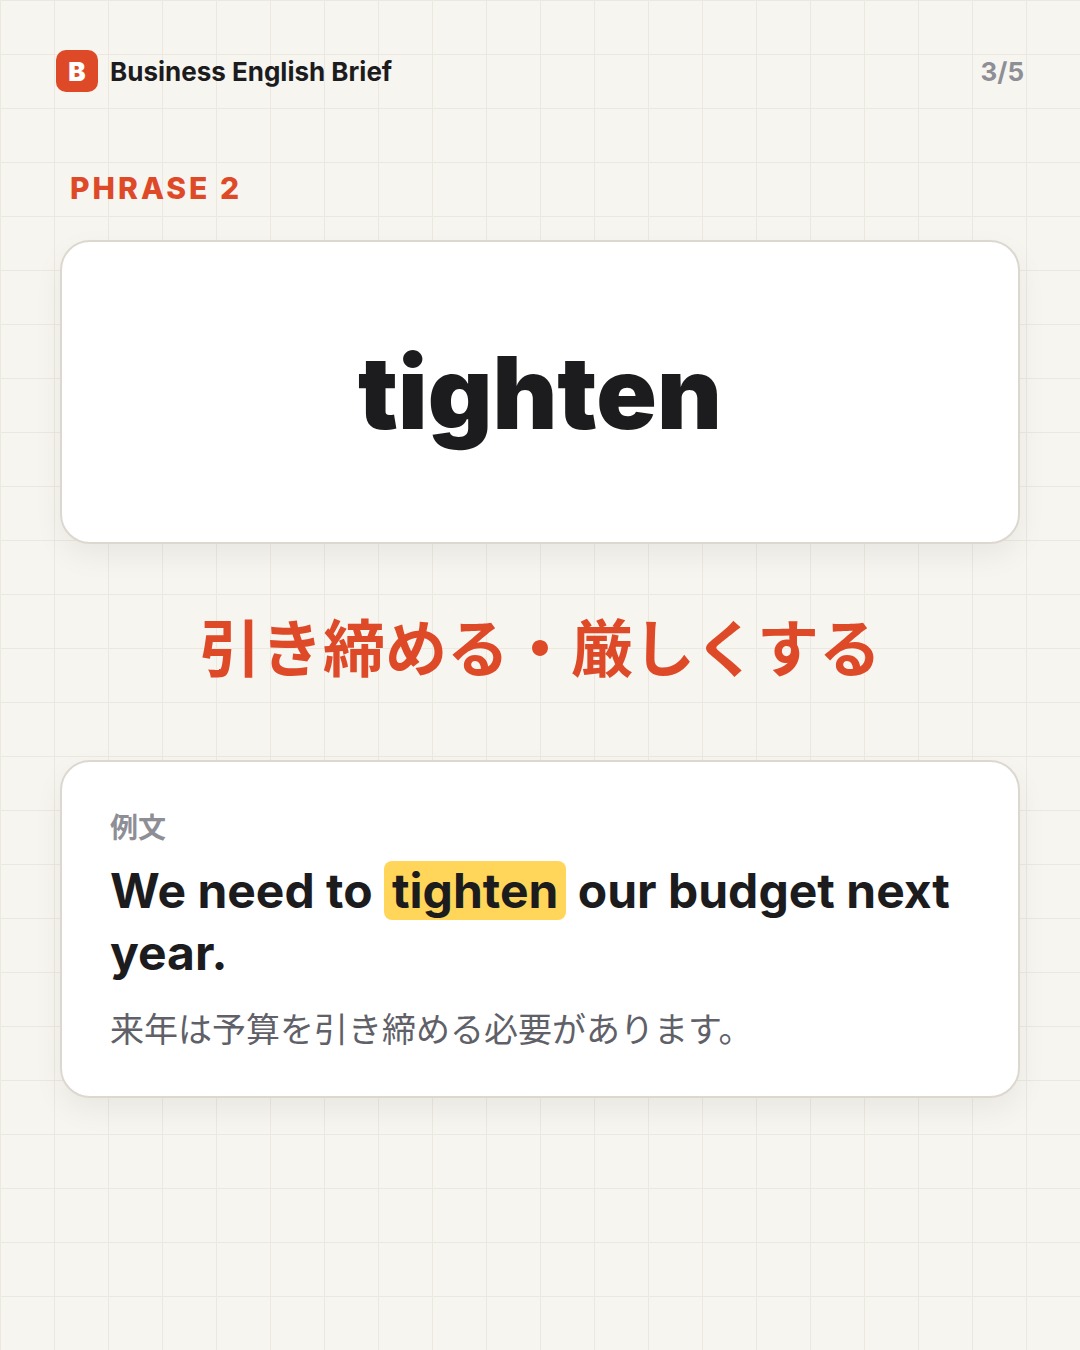 B Business English Brief 3/5
PHRASE 2
tighten
引き締める・厳しくする
例文
We need to tighten our budget next
year.
来年は予算を引き締める必要があります。